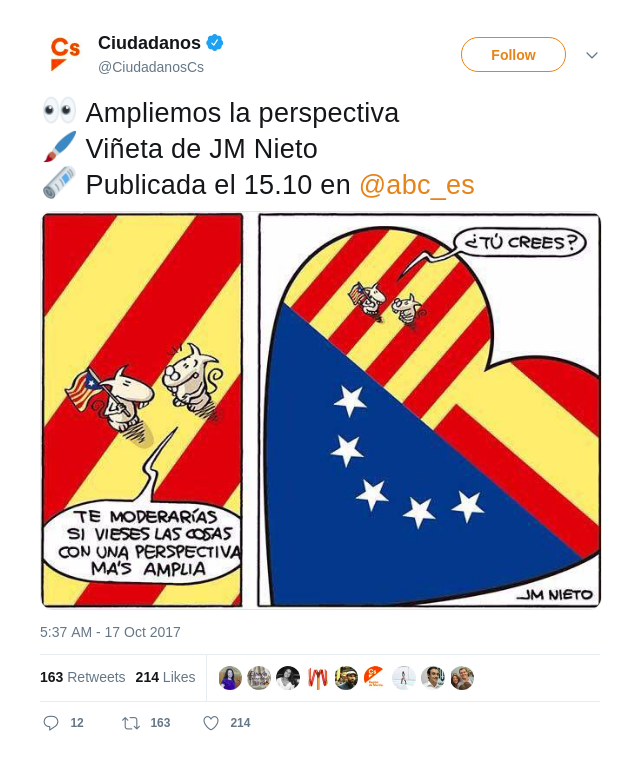 Cs
Ciudadanos
@CiudadanosCs
Follow
Ampliemos la perspectiva
Viñeta de JM Nieto
Publicada el 15.10 en @abc_es
¿TÚ CREES?
TE MODERARÍAS
SI VIESES LAS COSAS
CON UNA PERSPECTIVA
MA'S AMPLIA
JM NIETO
5:37 AM - 17 Oct 2017
163 Retweets 214 Likes
12 163 214